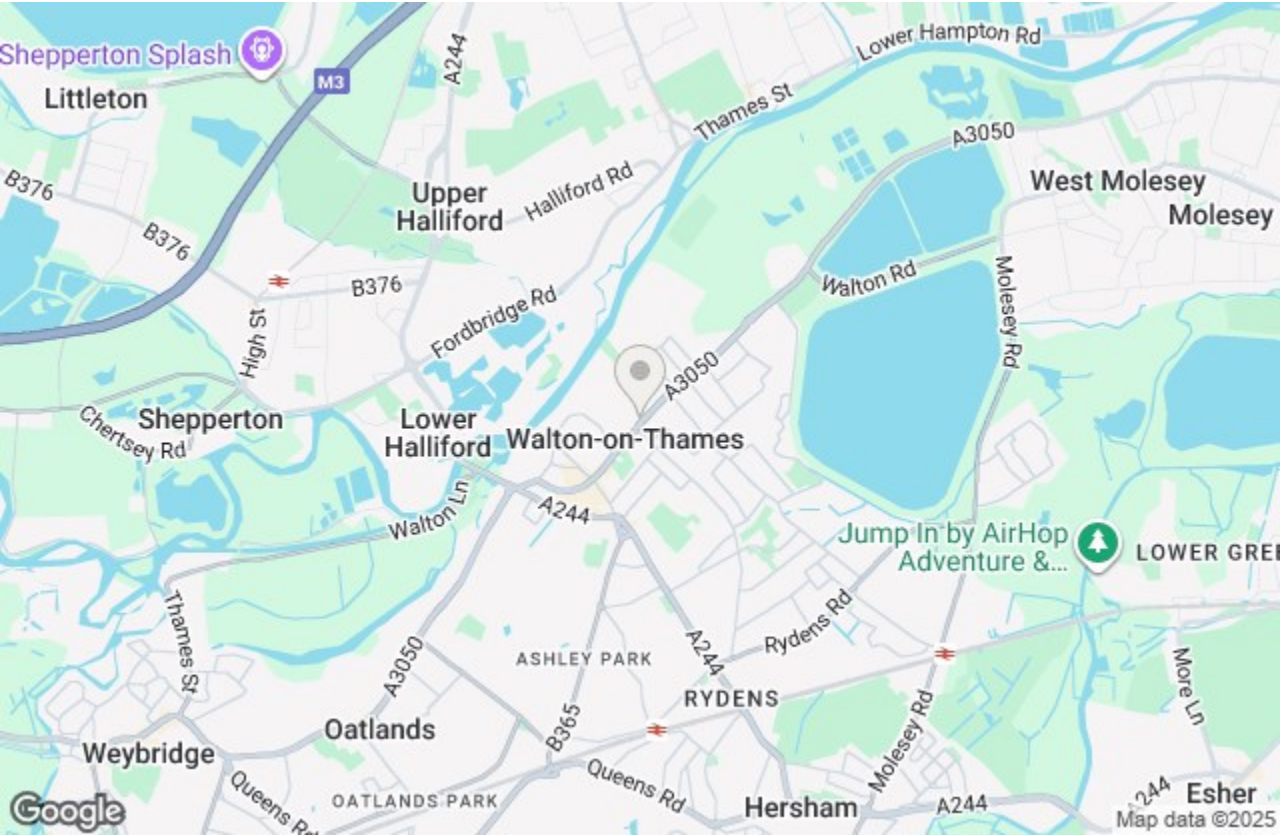 Lower Hampton Rd
Shepperton Splash
A244
M3
Littleton
Thames St
A3050
B376
Upper
Halliford
Halliford Rd
West Molesey
Molesey
B376
B376
Walton Rd
Molesey Rd
Fordbridge Rd
High St
A3050
Chertsey Rd
Shepperton
Lower
Halliford
Walton-on-Thames
Walton Ln
A244
Jump In by AirHop
Adventure &...
LOWER GREE
Thames St
A3050
ASHLEY PARK
A244
Rydens Rd
RYDENS
More Ln
Oatlands
B365
Molesey Rd
Weybridge
Queens Rd
OATLANDS PARK
Queens Rd
Hersham
A244
A244
Esher
Google
Map data ©2025